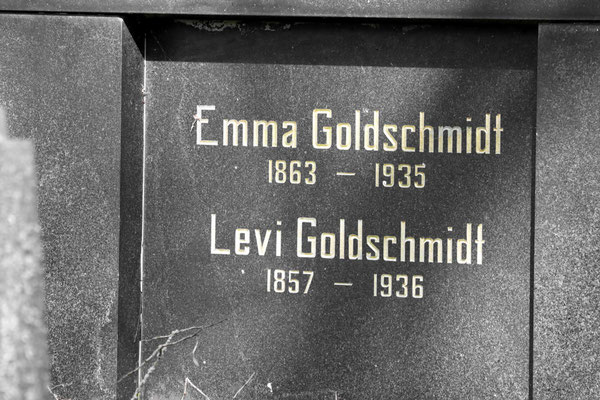 Emma Goldschmidt
1863 – 1935
Levi Goldschmidt
1857 – 1936